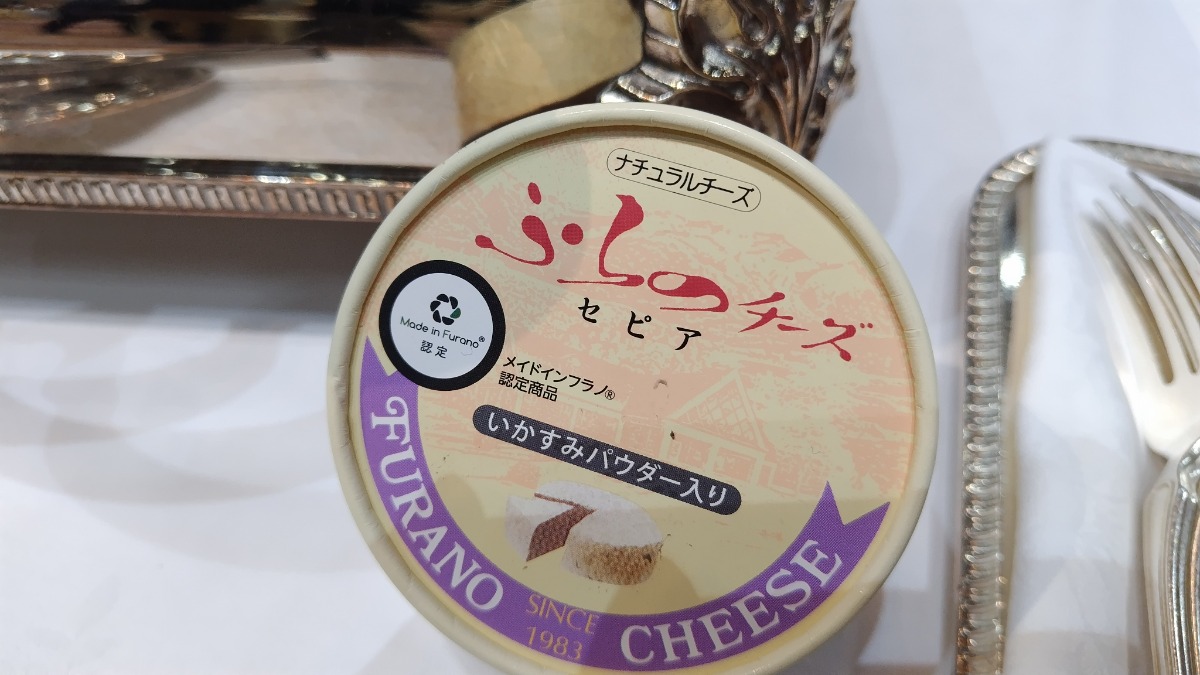 ナチュラルチーズ
ふらのチーズ
セピア
Made in Furano®
認定
メイドインフラノ®
認定商品
いかすみパウダー入り
FURANO CHEESE
SINCE
1983